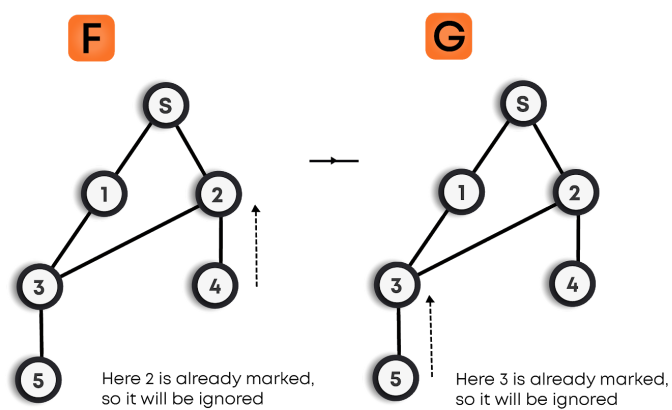 F
G
S
S
1
2
1
2
3
4
3
4
5
5
Here 2 is already marked,
so it will be ignored
Here 3 is already marked,
so it will be ignored